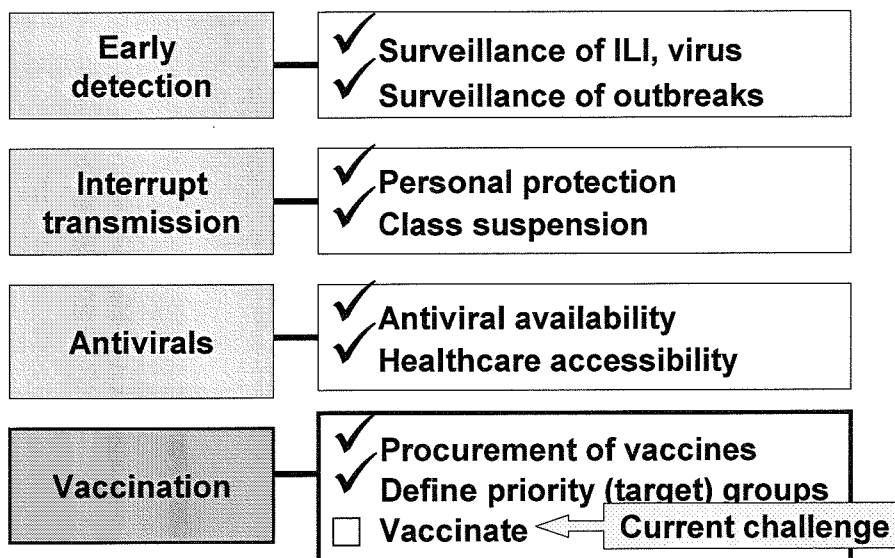 Early
detection
✓ Surveillance of ILI, virus
✓ Surveillance of outbreaks
Interrupt
transmission
✓ Personal protection
✓ Class suspension
Antivirals
✓ Antiviral availability
✓ Healthcare accessibility
Vaccination
✓ Procurement of vaccines
✓ Define priority (target) groups
☐ Vaccinate
Current challenge